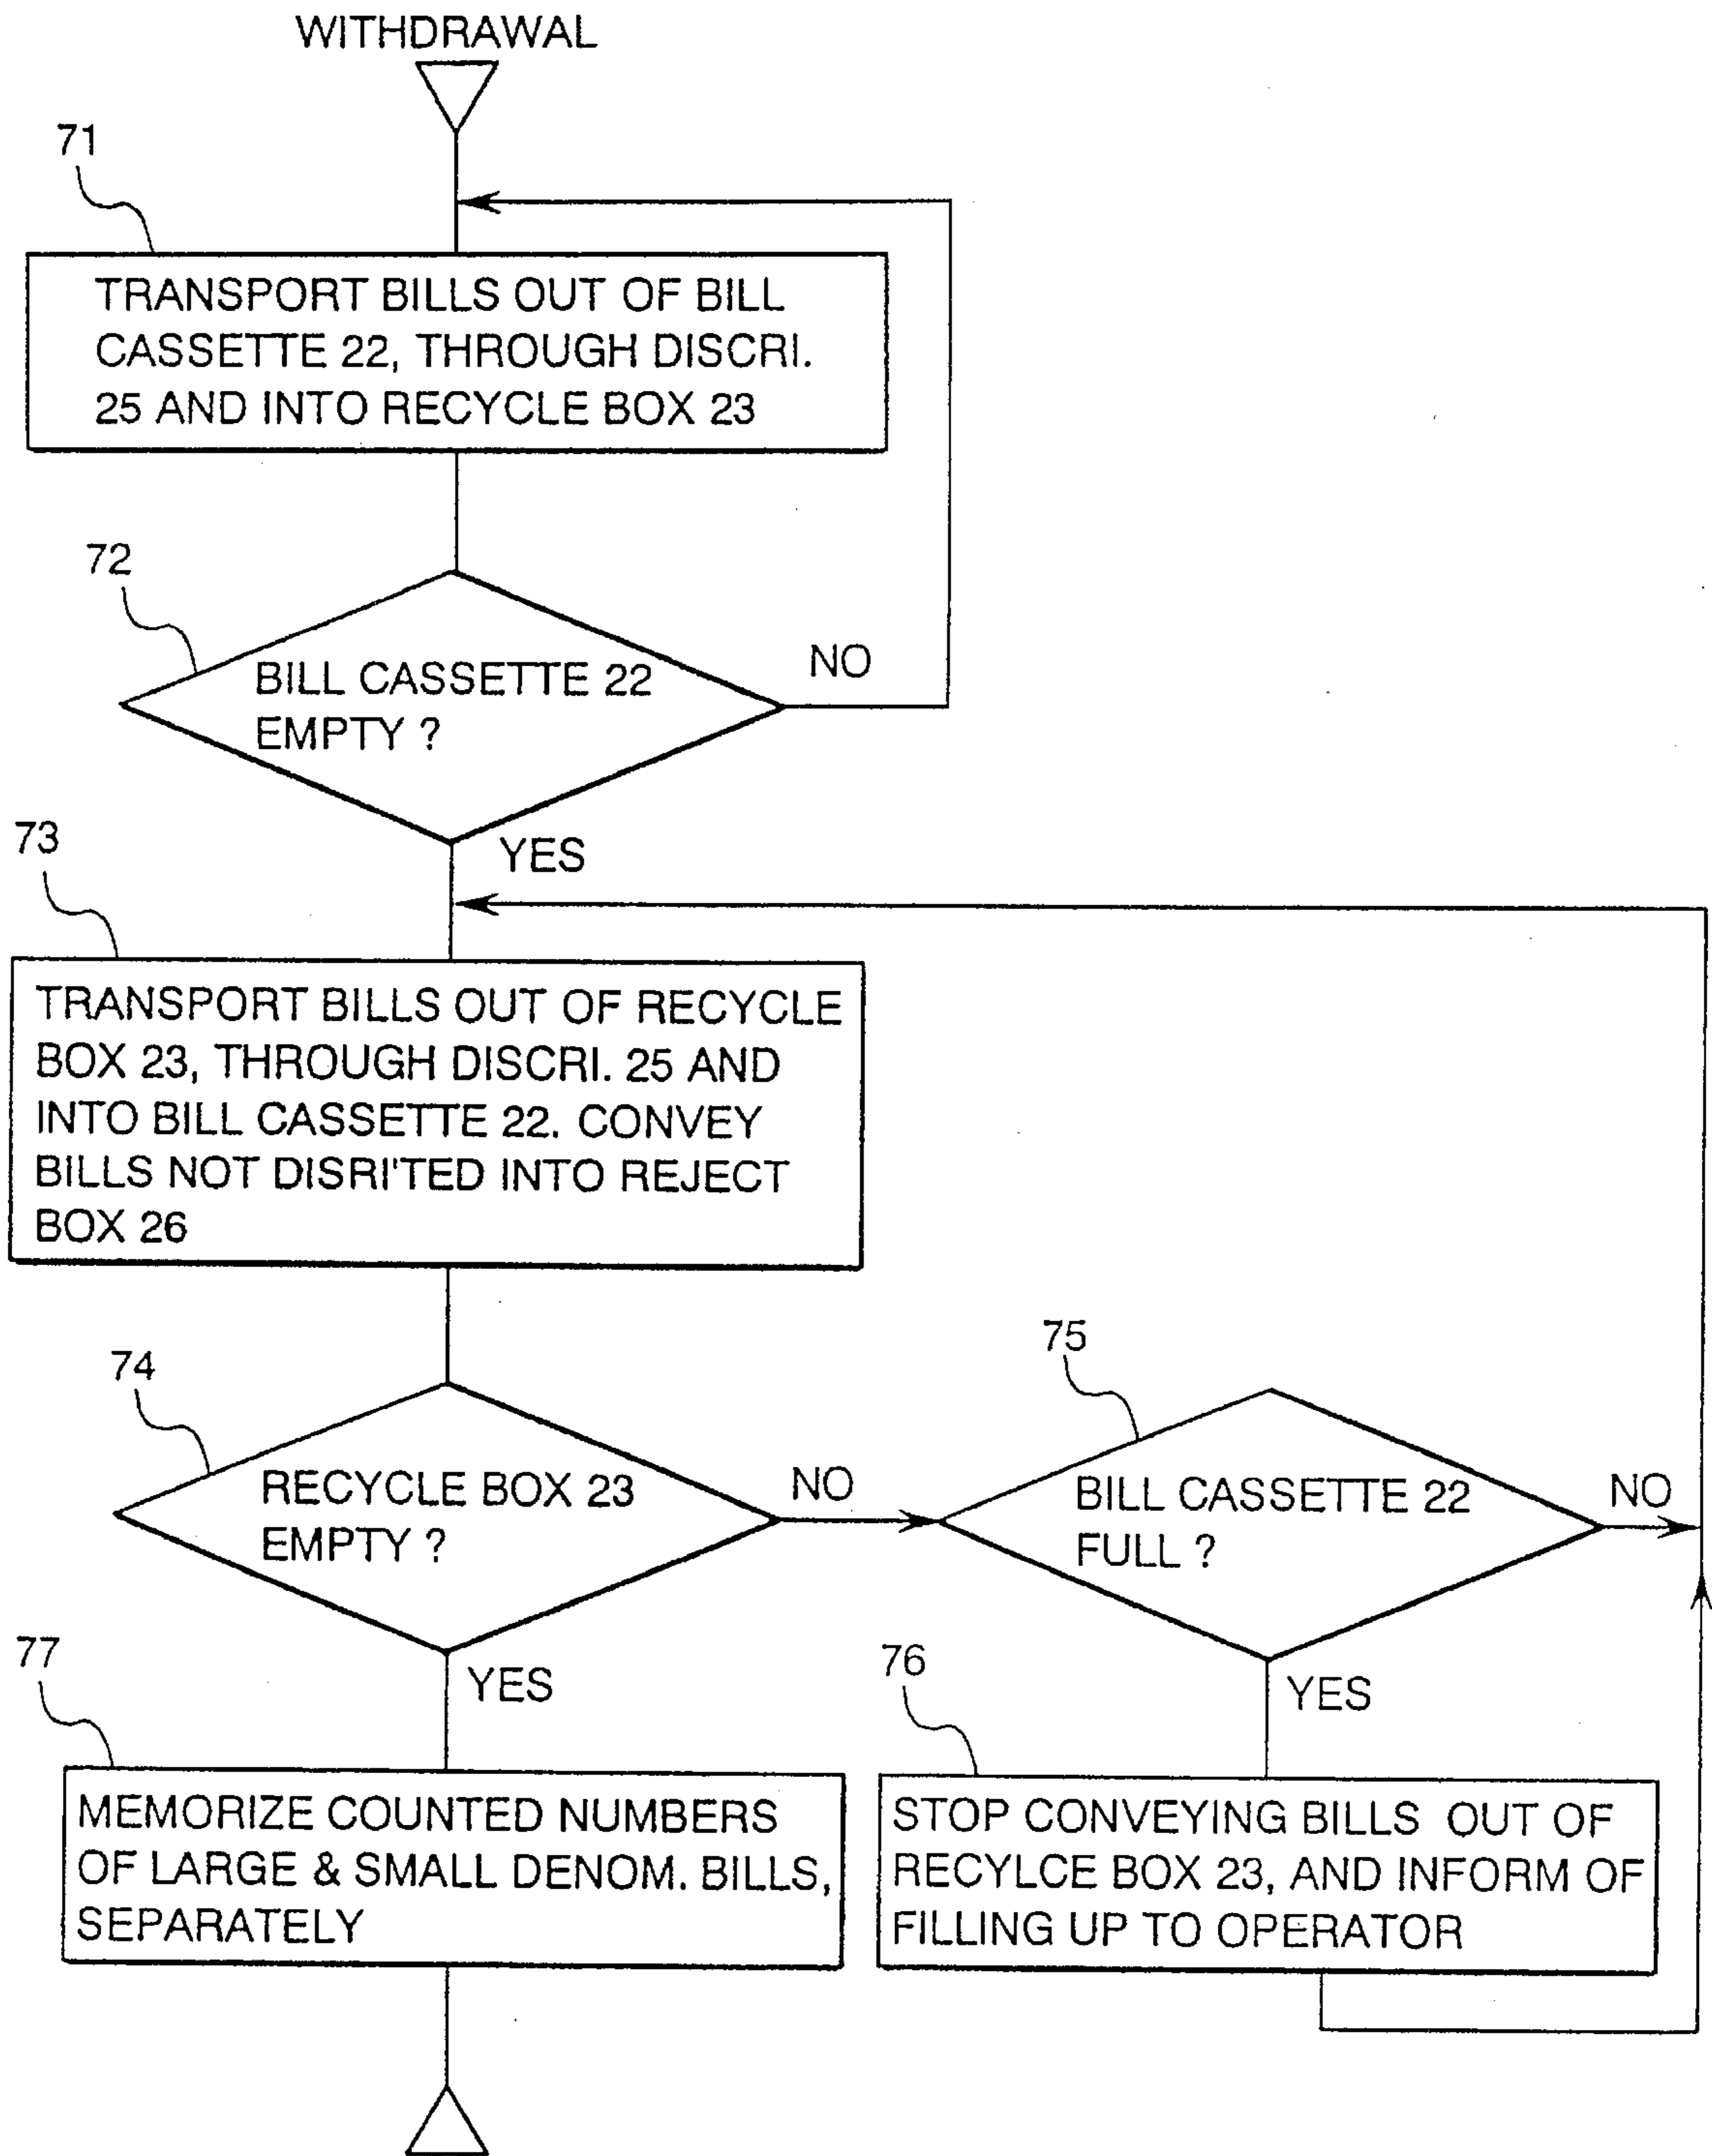 WITHDRAWAL
71
TRANSPORT BILLS OUT OF BILL
CASSETTE 22, THROUGH DISCRI.
25 AND INTO RECYCLE BOX 23
72
BILL CASSETTE 22
EMPTY ?
NO
YES
73
TRANSPORT BILLS OUT OF RECYCLE
BOX 23, THROUGH DISCRI. 25 AND
INTO BILL CASSETTE 22. CONVEY
BILLS NOT DISRI'TED INTO REJECT
BOX 26
74
RECYCLE BOX 23
EMPTY ?
NO
YES
75
BILL CASSETTE 22
FULL ?
NO
YES
77
MEMORIZE COUNTED NUMBERS
OF LARGE & SMALL DENOM. BILLS,
SEPARATELY
76
STOP CONVEYING BILLS OUT OF
RECYLCE BOX 23, AND INFORM OF
FILLING UP TO OPERATOR